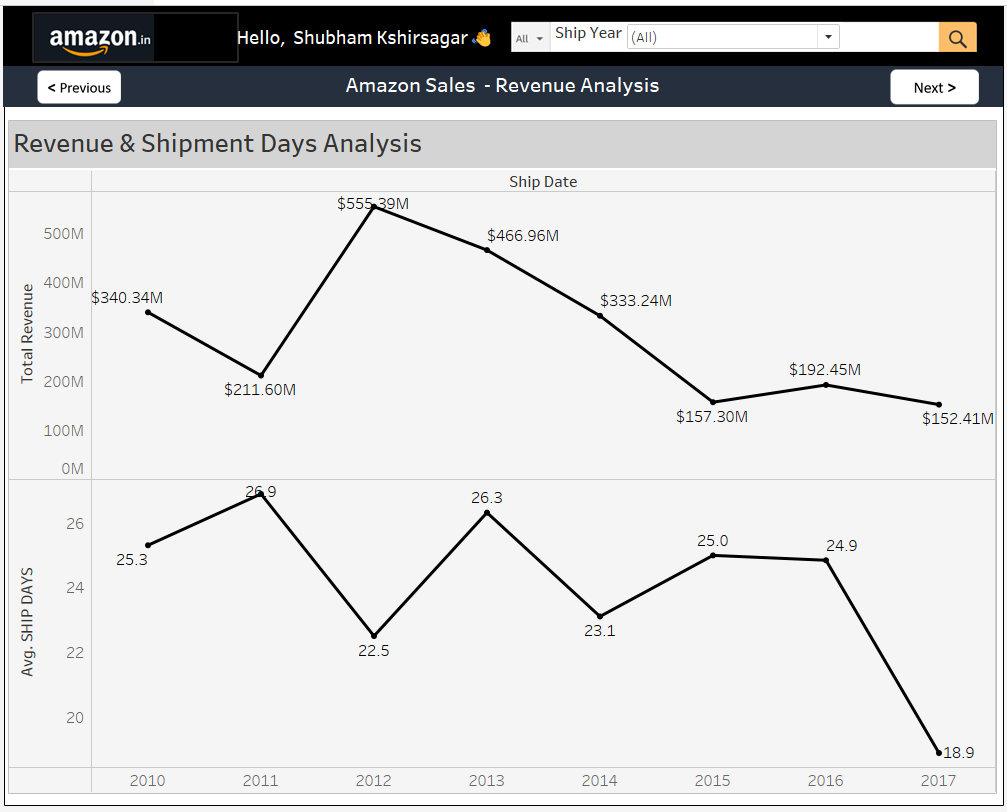 amazon.in
Hello, Shubham Kshirsagar 👋
All
Ship Year
(All)
< Previous
Amazon Sales - Revenue Analysis
Next >
Revenue & Shipment Days Analysis
Ship Date
Total Revenue
500M
400M
300M
200M
100M
0M
$340.34M
$211.60M
$555.39M
$466.96M
$333.24M
$157.30M
$192.45M
$152.41M
Avg. SHIP DAYS
26
24
22
20
25.3
26.9
22.5
26.3
23.1
25.0
24.9
18.9
2010 2011 2012 2013 2014 2015 2016 2017